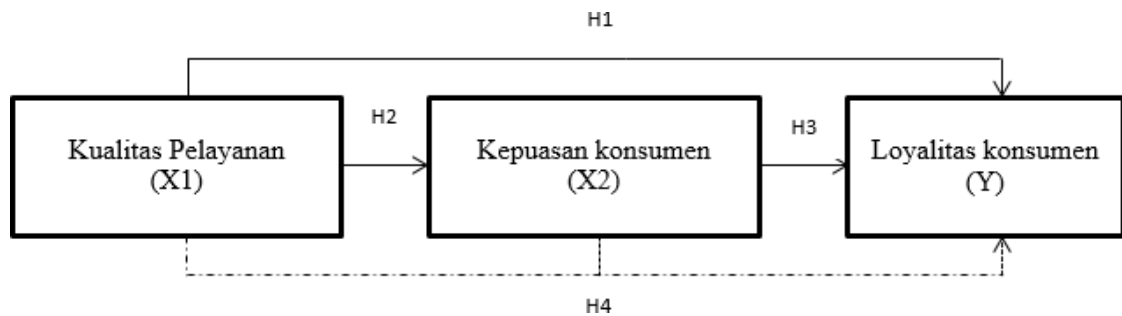 H1
H2
H3
Kualitas Pelayanan
(X1)
Kepuasan konsumen
(X2)
Loyalitas konsumen
(Y)
H4